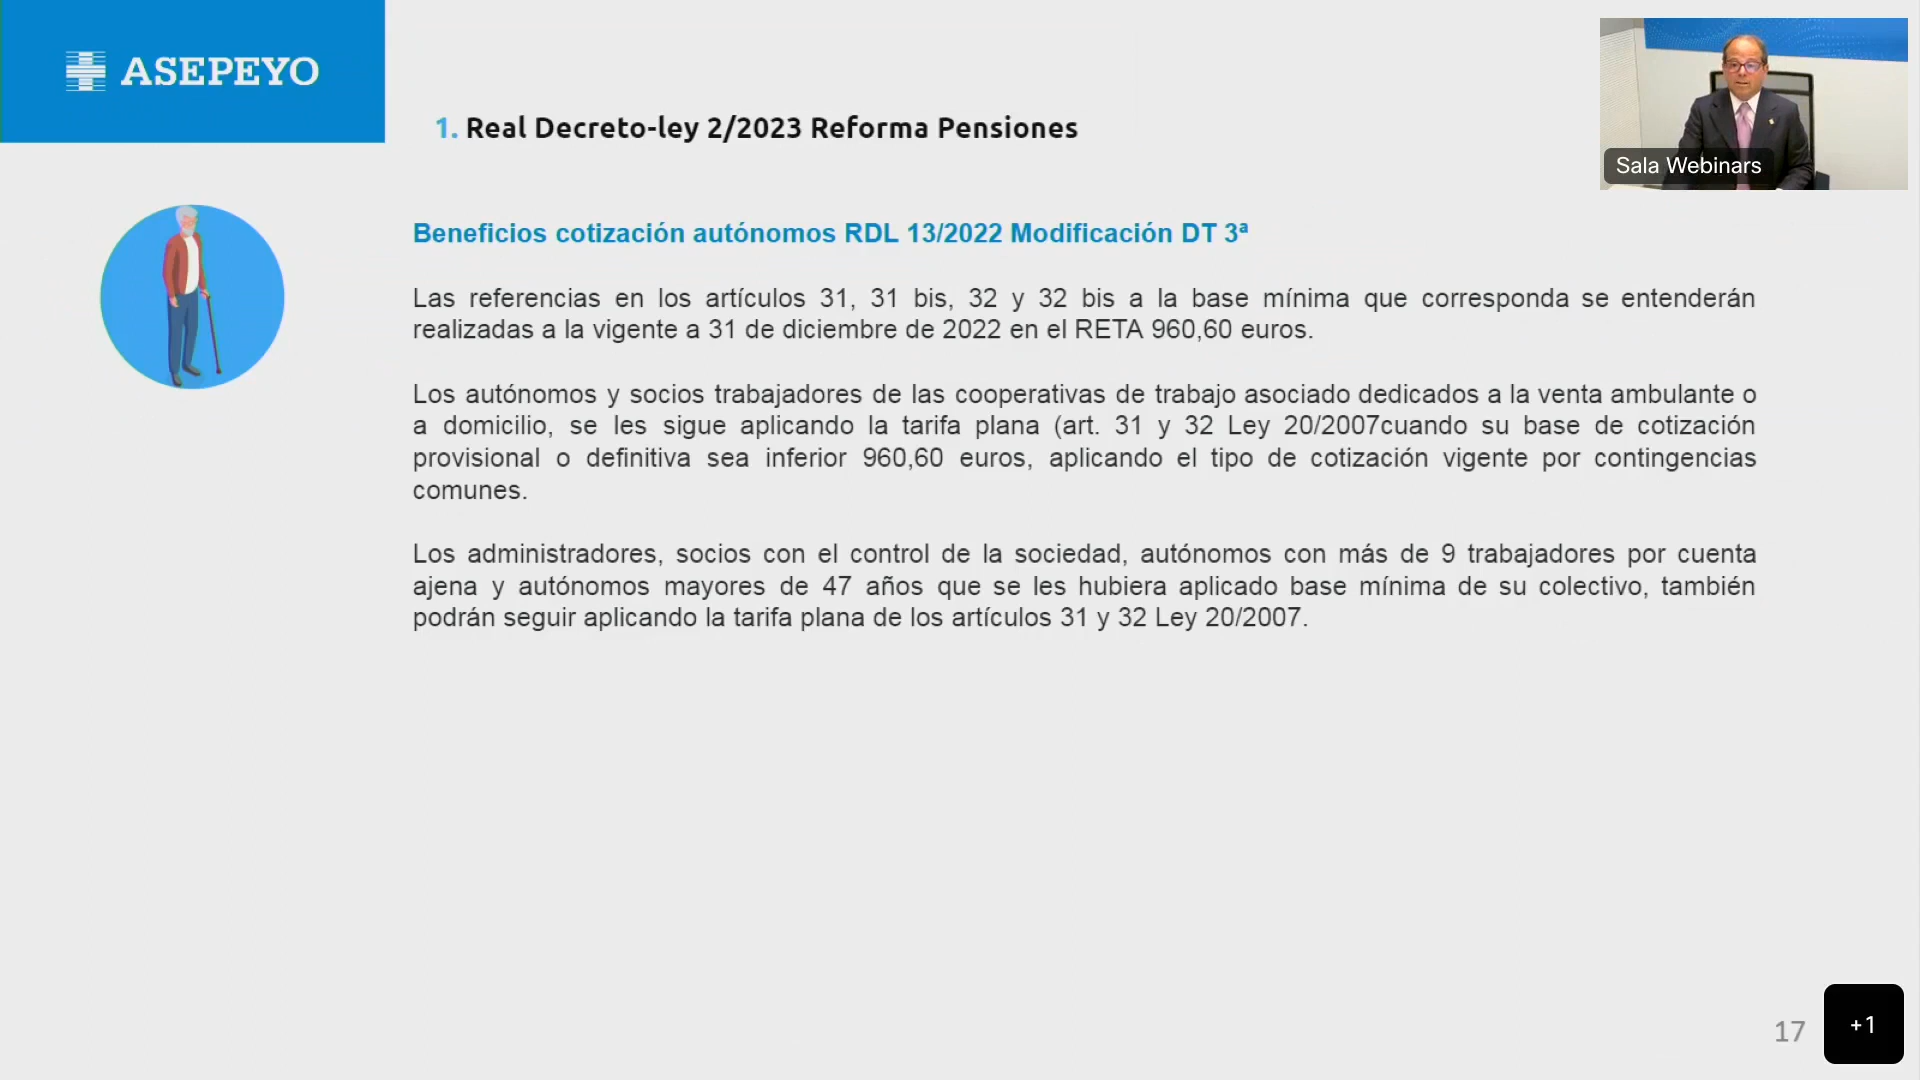 ASEPEYO
1. Real Decreto-ley 2/2023 Reforma Pensiones
Sala Webinars
Beneficios cotización autónomos RDL 13/2022 Modificación DT 3ª
Las referencias en los artículos 31, 31 bis, 32 y 32 bis a la base mínima que corresponda se entenderán
realizadas a la vigente a 31 de diciembre de 2022 en el RETA 960,60 euros.
Los autónomos y socios trabajadores de las cooperativas de trabajo asociado dedicados a la venta ambulante o
a domicilio, se les sigue aplicando la tarifa plana (art. 31 y 32 Ley 20/2007cuando su base de cotización
provisional o definitiva sea inferior 960,60 euros, aplicando el tipo de cotización vigente por contingencias
comunes.
Los administradores, socios con el control de la sociedad, autónomos con más de 9 trabajadores por cuenta
ajena y autónomos mayores de 47 años que se les hubiera aplicado base mínima de su colectivo, también
podrán seguir aplicando la tarifa plana de los artículos 31 y 32 Ley 20/2007.
17
+1